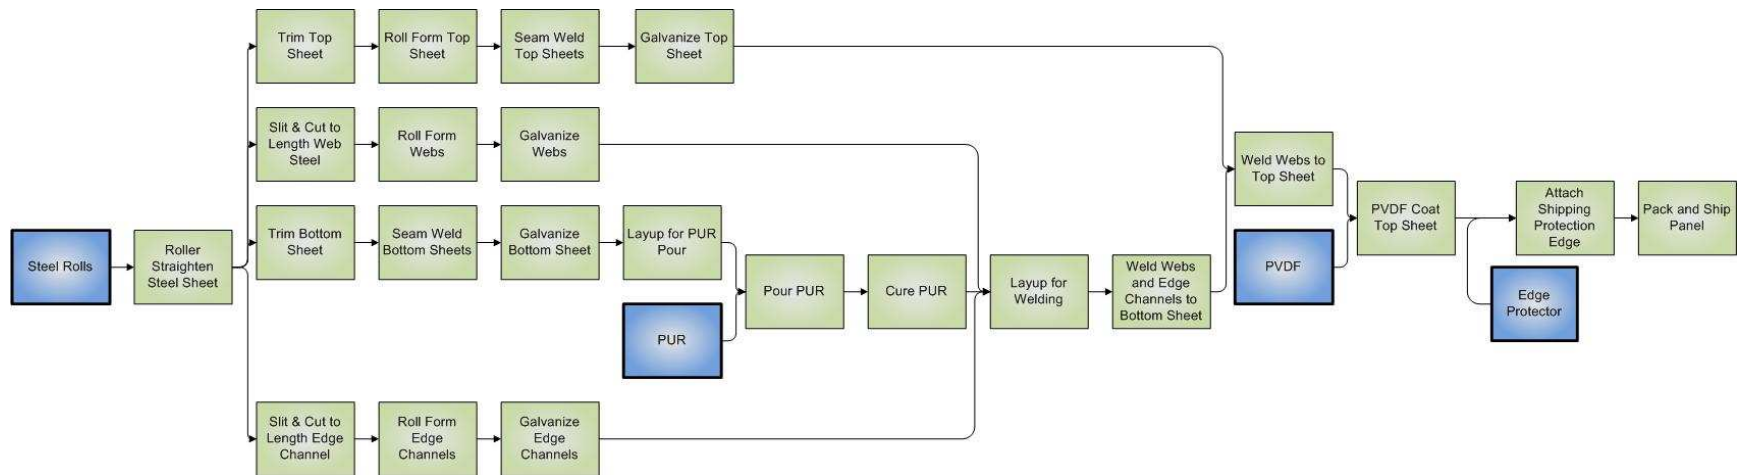 Trim Top
Sheet
Roll Form Top
Sheet
Seam Weld
Top Sheets
Galvanize Top
Sheet
Slit & Cut to
Length Web
Steel
Roll Form
Webs
Galvanize
Webs
Steel Rolls
Roller
Straighten
Steel Sheet
Trim Bottom
Sheet
Seam Weld
Bottom Sheets
Galvanize
Bottom Sheet
Layup for PUR
Pour
PUR
Pour PUR
Cure PUR
Slit & Cut to
Length Edge
Channel
Roll Form
Edge
Channels
Galvanize
Edge
Channels
Layup for
Welding
Weld Webs
and Edge
Channels to
Bottom Sheet
Weld Webs to
Top Sheet
PVDF
PVDF Coat
Top Sheet
Edge
Protector
Attach
Shipping
Protection
Edge
Pack and Ship
Panel